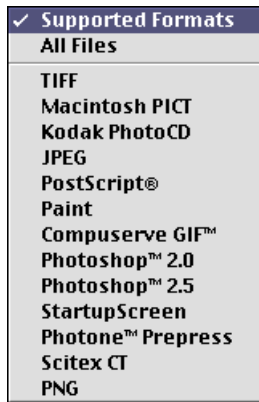 ✓ Supported Formats
All Files
TIFF
Macintosh PICT
Kodak PhotoCD
JPEG
PostScript®
Paint
Compuserve GIF™
Photoshop™ 2.0
Photoshop™ 2.5
StartupScreen
Photone™ Prepress
Scitex CT
PNG